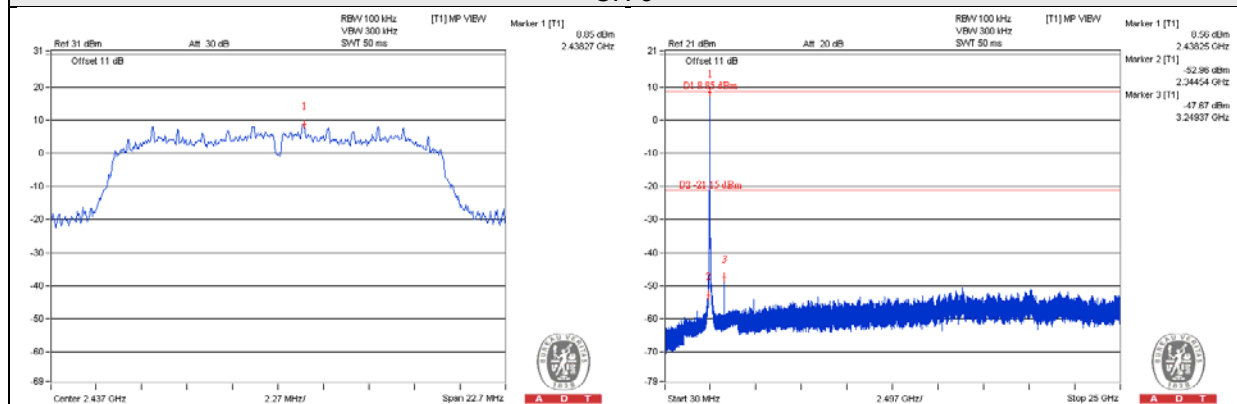 RBW 100 kHz
VBW 300 kHz
SWT 50 ms
[T1] MP VIEW
Marker 1 [T1]
8.85 dBm
2.43827 GHz
Ref 31 dBm
Att 30 dB
Offset 11 dB
31
20
10
0
-10
-20
-30
-40
-50
-60
-69
1
Center 2.437 GHz
2.27 MHz/
Span 22.7 MHz
BUREAU VERITAS
1828
A D T
RBW 100 kHz
VBW 300 kHz
SWT 50 ms
[T1] MP VIEW
Marker 1 [T1]
8.56 dBm
2.43825 GHz
Marker 2 [T1]
-52.96 dBm
2.34454 GHz
Marker 3 [T1]
-47.67 dBm
3.24937 GHz
Ref 21 dBm
Att 20 dB
Offset 11 dB
21
10
0
-10
-20
-30
-40
-50
-60
-70
-79
1
D1 8.85 dBm
D2 -21.15 dBm
2
3
Start 30 MHz
2.497 GHz/
Stop 25 GHz
BUREAU VERITAS
1828
A D T